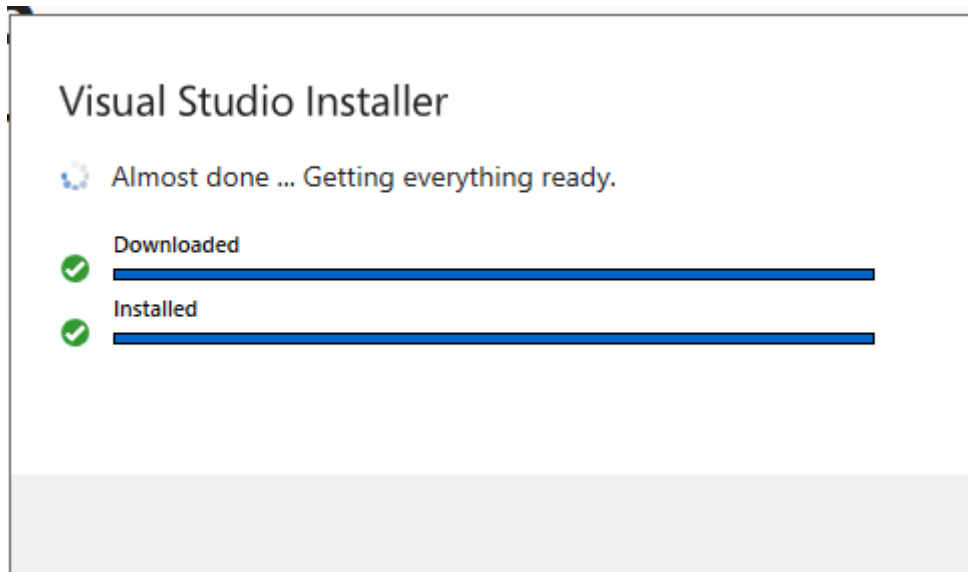 Visual Studio Installer
Almost done ... Getting everything ready.
Downloaded
Installed